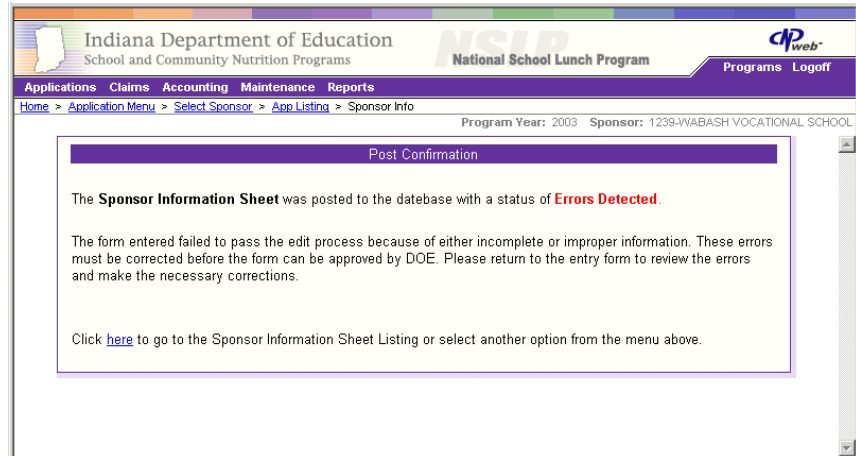 Indiana Department of Education
School and Community Nutrition Programs
NSLP
National School Lunch Program
CNPweb
Programs Logoff
Applications Claims Accounting Maintenance Reports
Home > Application Menu > Select Sponsor > App Listing > Sponsor Info
Program Year: 2003 Sponsor: 1239-WABASH VOCATIONAL SCHOOL
Post Confirmation
The Sponsor Information Sheet was posted to the datebase with a status of Errors Detected.
The form entered failed to pass the edit process because of either incomplete or improper information. These errors
must be corrected before the form can be approved by DOE. Please return to the entry form to review the errors
and make the necessary corrections.
Click here to go to the Sponsor Information Sheet Listing or select another option from the menu above.